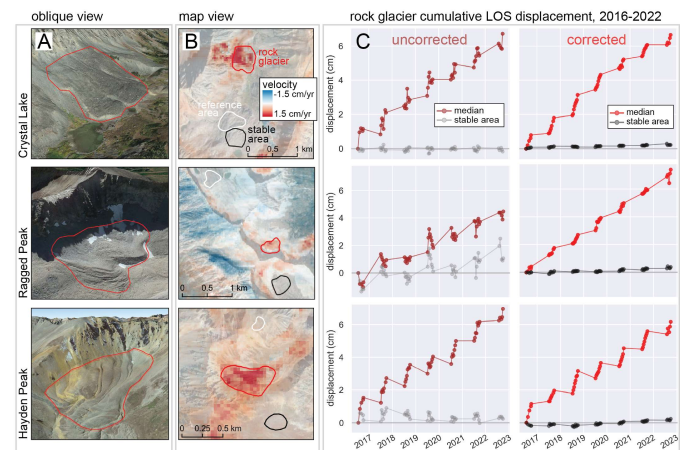 oblique view
map view
rock glacier cumulative LOS displacement, 2016-2022
A
B
C
Crystal Lake
rock
glacier
velocity
-1.5 cm/yr
1.5 cm/yr
reference
area
stable
area
0 0.5 1 km
displacement (cm)
6
4
2
0
uncorrected
median
stable area
corrected
median
stable area
Ragged Peak
0 0.5 1 km
displacement (cm)
6
4
2
0
Hayden Peak
0 0.25 0.5 km
displacement (cm)
6
4
2
0
2017 2018 2019 2020 2021 2022 2023
2017 2018 2019 2020 2021 2022 2023